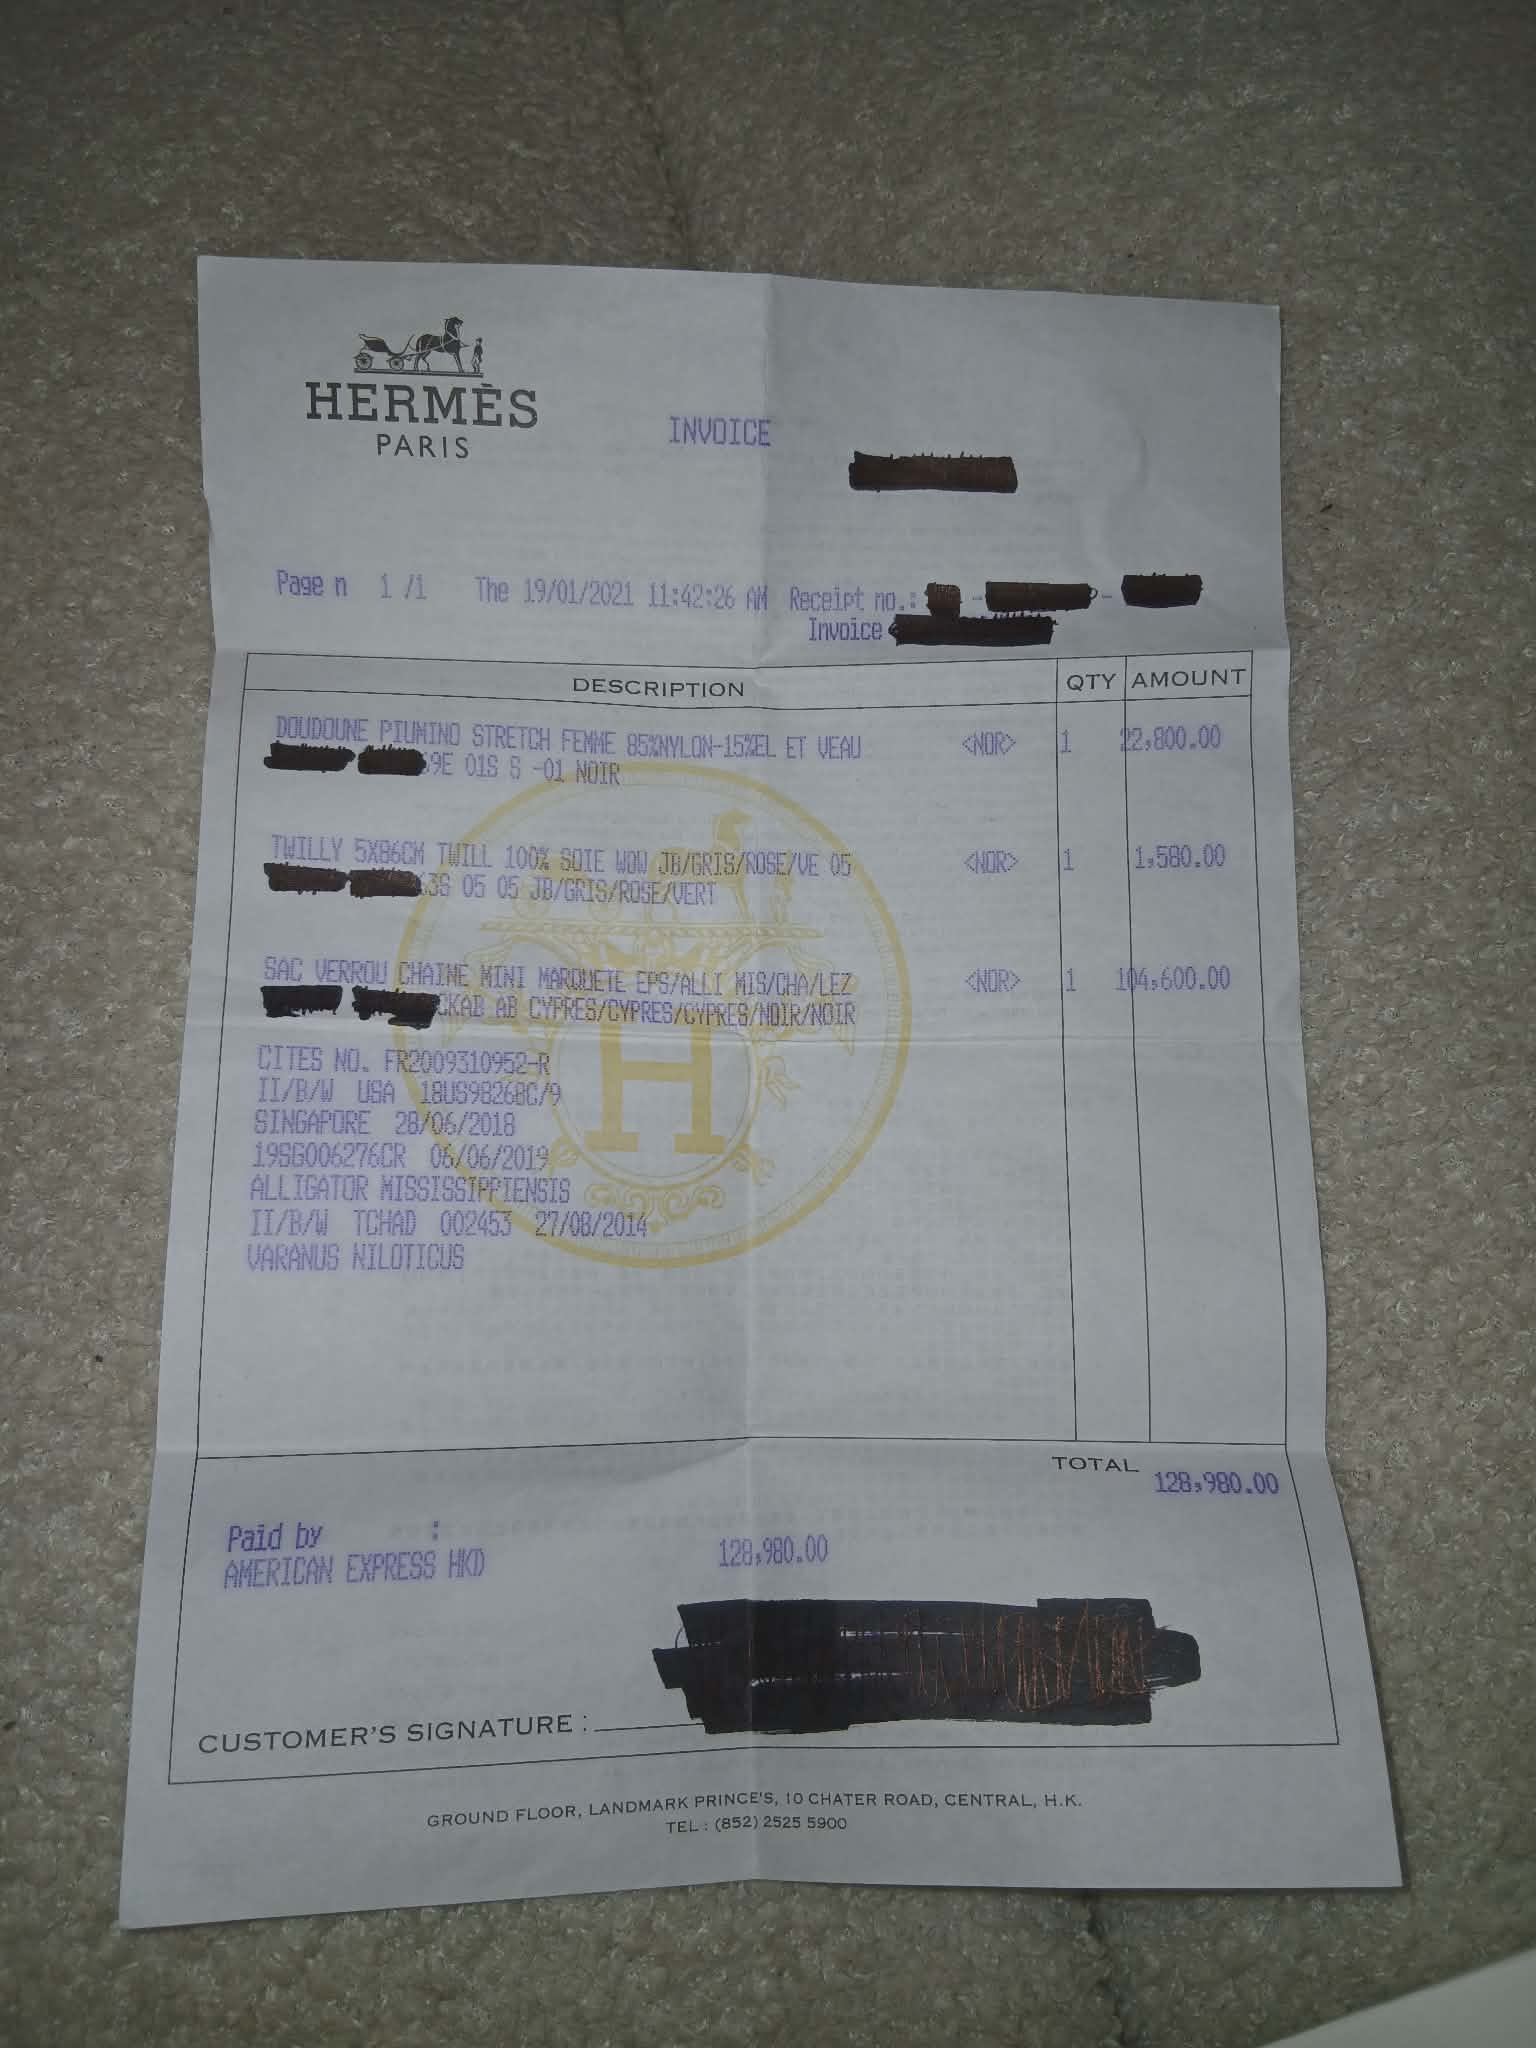 HERMÈS
PARIS
INVOICE
Page n 1 /1 The 19/01/2021 11:42:26 AM Receipt no.: - -
Invoice
DESCRIPTION QTY AMOUNT
DOUDOUNE PIUMINO STRETCH FEMME 85%NYLON-15%EL ET VEAU <NOR> 1 22,800.00
9E 01S S -01 NOIR
TWILLY 5X86CM TWILL 100% SOIE WOW JB/GRIS/ROSE/VE 05 <NOR> 1 1,580.00
63S 05 05 JB/GRIS/ROSE/VERT
SAC VERROU CHAINE MINI MARQUETE EPS/ALLI MIS/CHA/LEZ <NOR> 1 104,600.00
CKAB AB CYPRES/CYPRES/CYPRES/NOIR/NOIR
CITES NO. FR2009310952-R
II/B/W USA 18US98268C/9
SINGAPORE 28/06/2018
19SG006276CR 06/06/2019
ALLIGATOR MISSISSIPPIENSIS
II/B/W TCHAD 002453 27/08/2014
VARANUS NILOTICUS
H
TOTAL 128,980.00
Paid by :
AMERICAN EXPRESS HKD 128,980.00
CUSTOMER'S SIGNATURE :
GROUND FLOOR, LANDMARK PRINCE'S, 10 CHATER ROAD, CENTRAL, H.K.
TEL : (852) 2525 5900